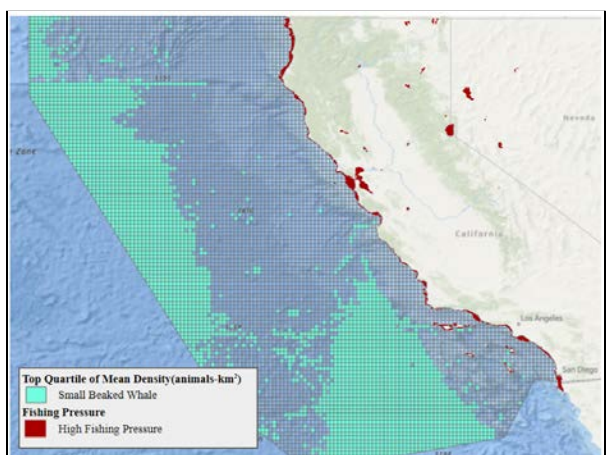 Nevada
Zone
California
Los Angeles
San Diego
Top Quartile of Mean Density(animals-km²)
Small Beaked Whale
Fishing Pressure
High Fishing Pressure